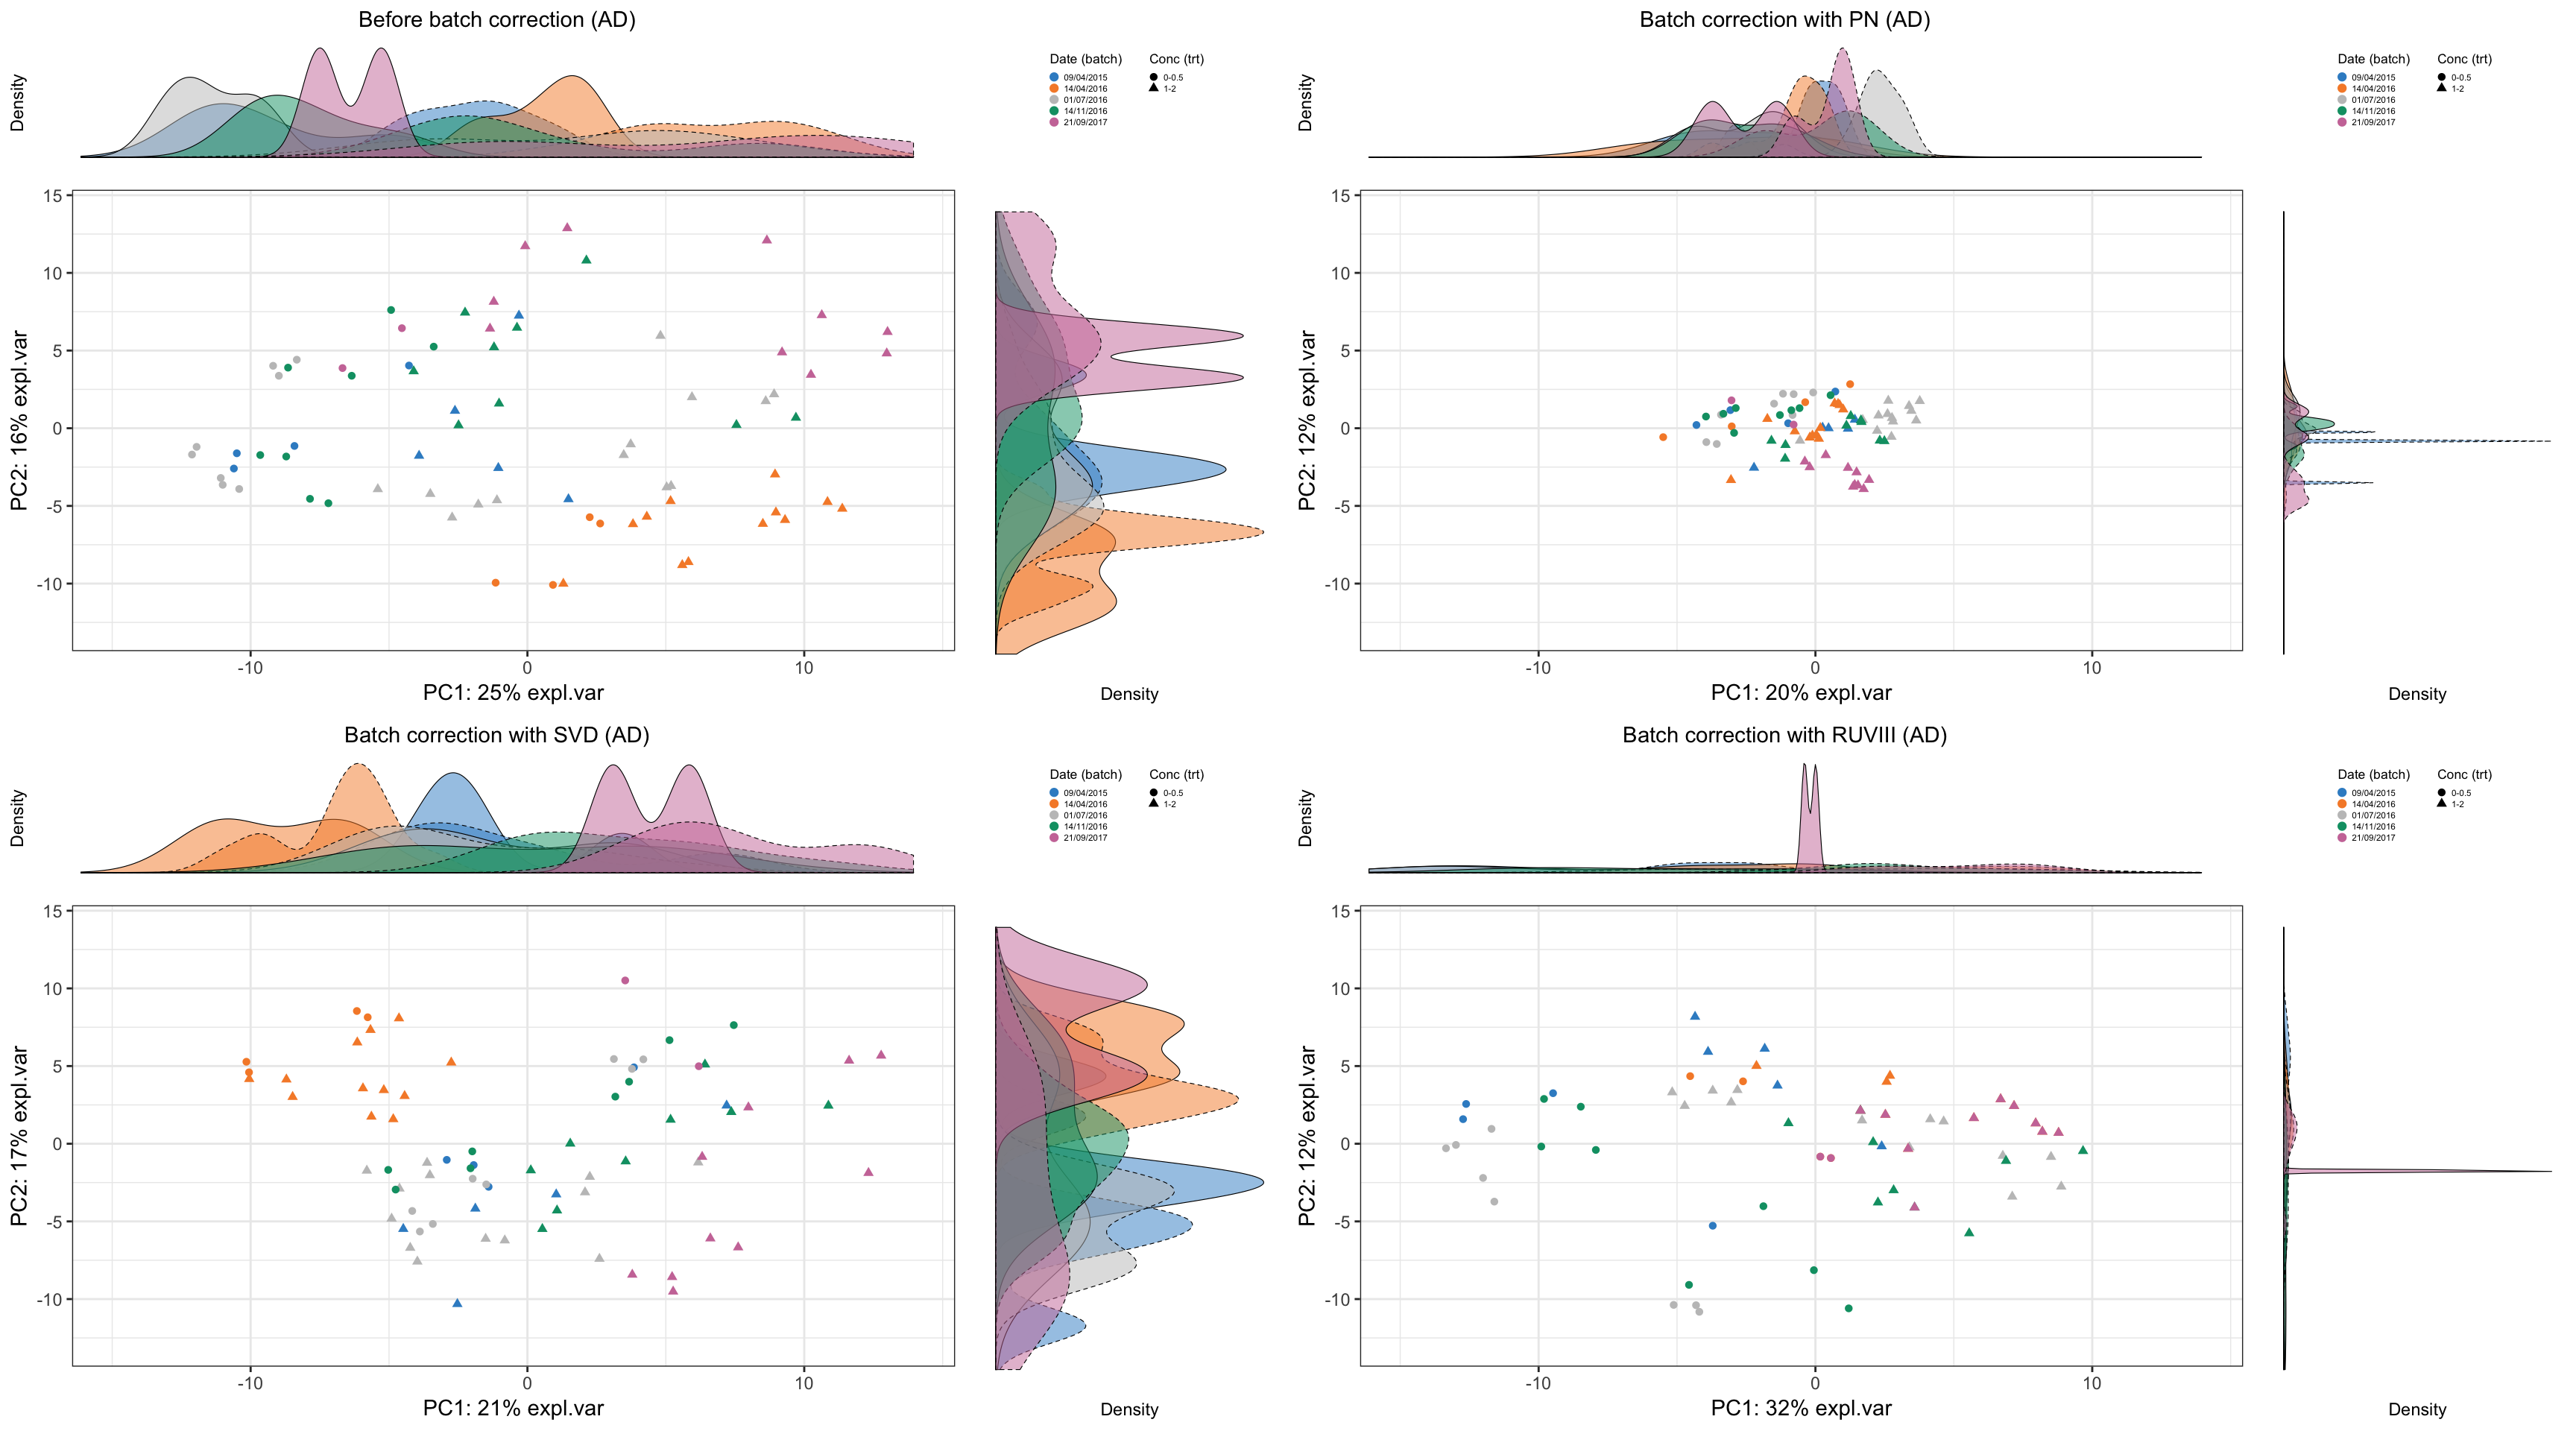 Before batch correction (AD)
Density
Date (batch) Conc (trt)
09/04/2015 0-0.5
14/04/2016 1-2
01/07/2016
14/11/2016
21/09/2017
15
10
5
0
-5
-10
PC2: 16% expl.var
-10 0 10
PC1: 25% expl.var
Density
Batch correction with PN (AD)
Density
Date (batch) Conc (trt)
09/04/2015 0-0.5
14/04/2016 1-2
01/07/2016
14/11/2016
21/09/2017
15
10
5
0
-5
-10
PC2: 12% expl.var
-10 0 10
PC1: 20% expl.var
Density
Batch correction with SVD (AD)
Density
Date (batch) Conc (trt)
09/04/2015 0-0.5
14/04/2016 1-2
01/07/2016
14/11/2016
21/09/2017
15
10
5
0
-5
-10
PC2: 17% expl.var
-10 0 10
PC1: 21% expl.var
Density
Batch correction with RUVIII (AD)
Density
Date (batch) Conc (trt)
09/04/2015 0-0.5
14/04/2016 1-2
01/07/2016
14/11/2016
21/09/2017
15
10
5
0
-5
-10
PC2: 12% expl.var
-10 0 10
PC1: 32% expl.var
Density